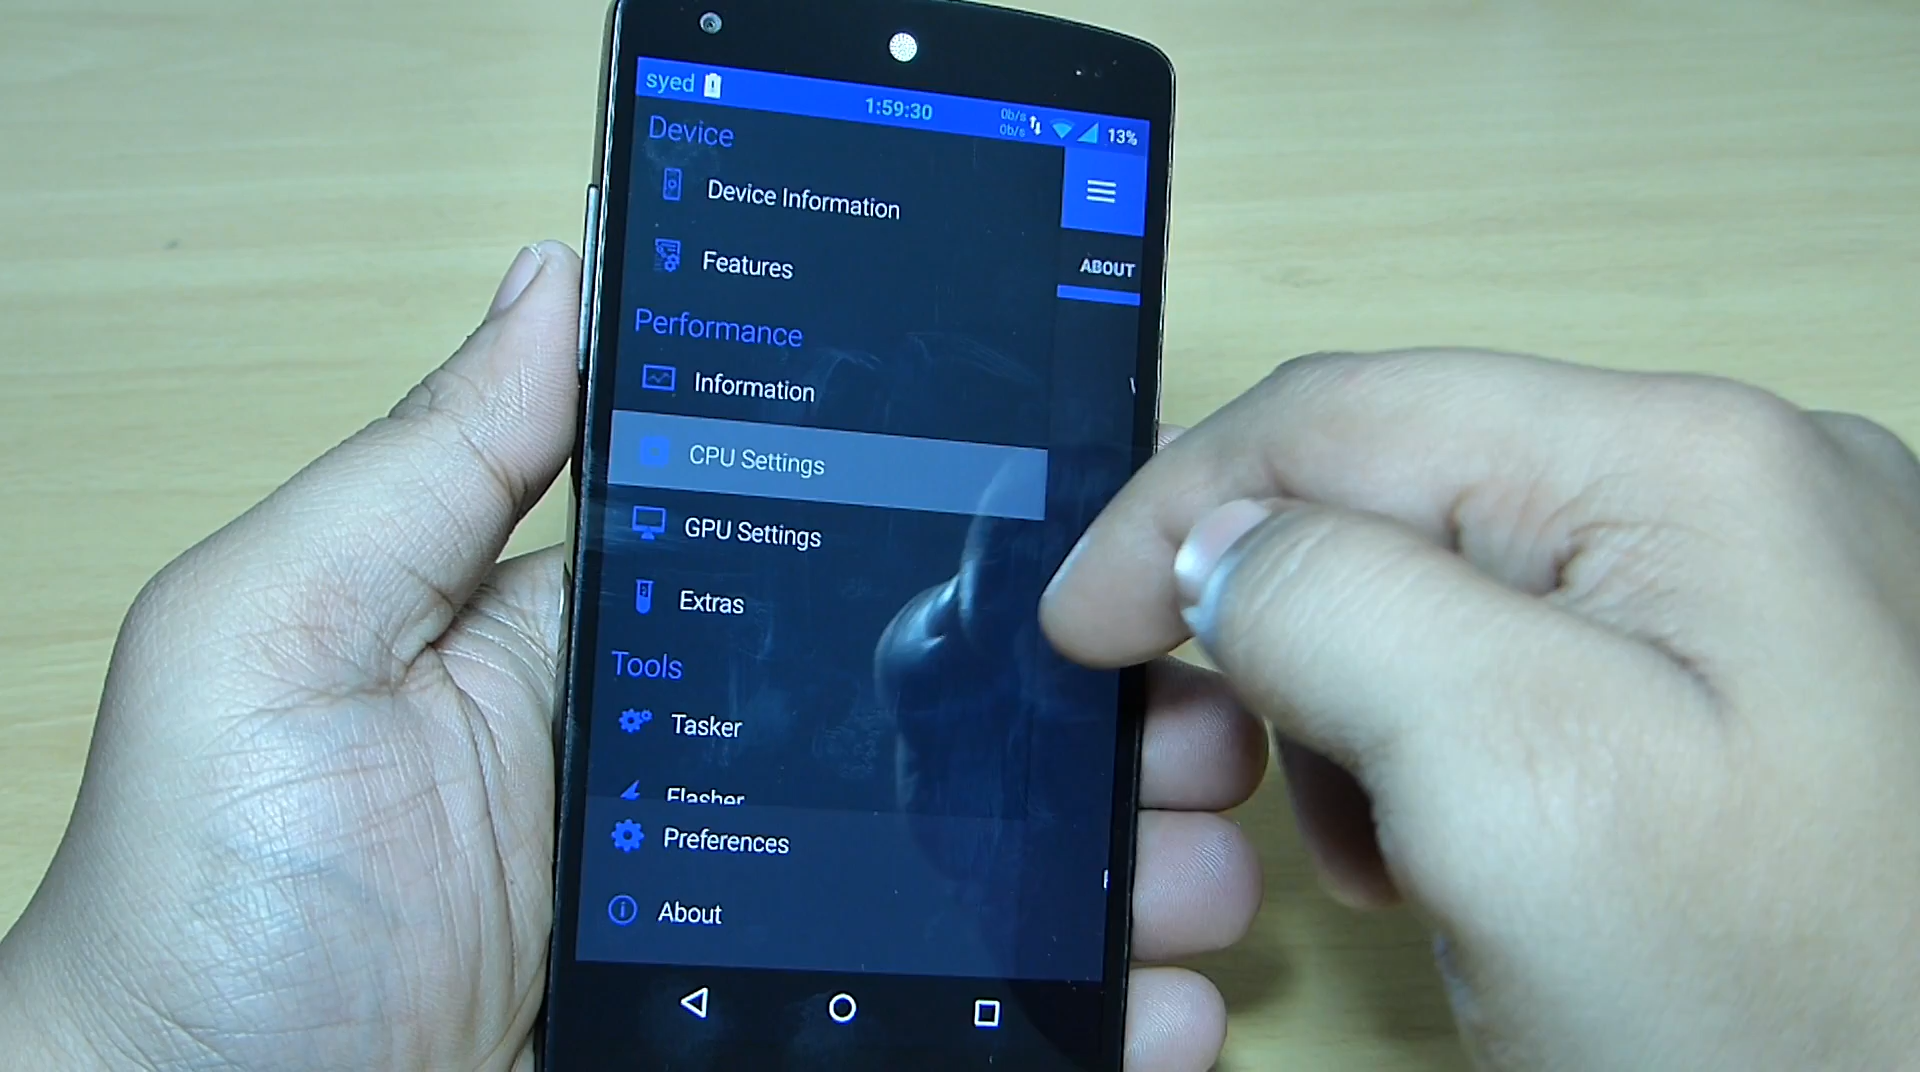 syed
1:59:30
0b/s
0b/s
13%
Device
Device Information
Features
ABOUT
Performance
Information
CPU Settings
GPU Settings
Extras
Tools
Tasker
Flasher
Preferences
About